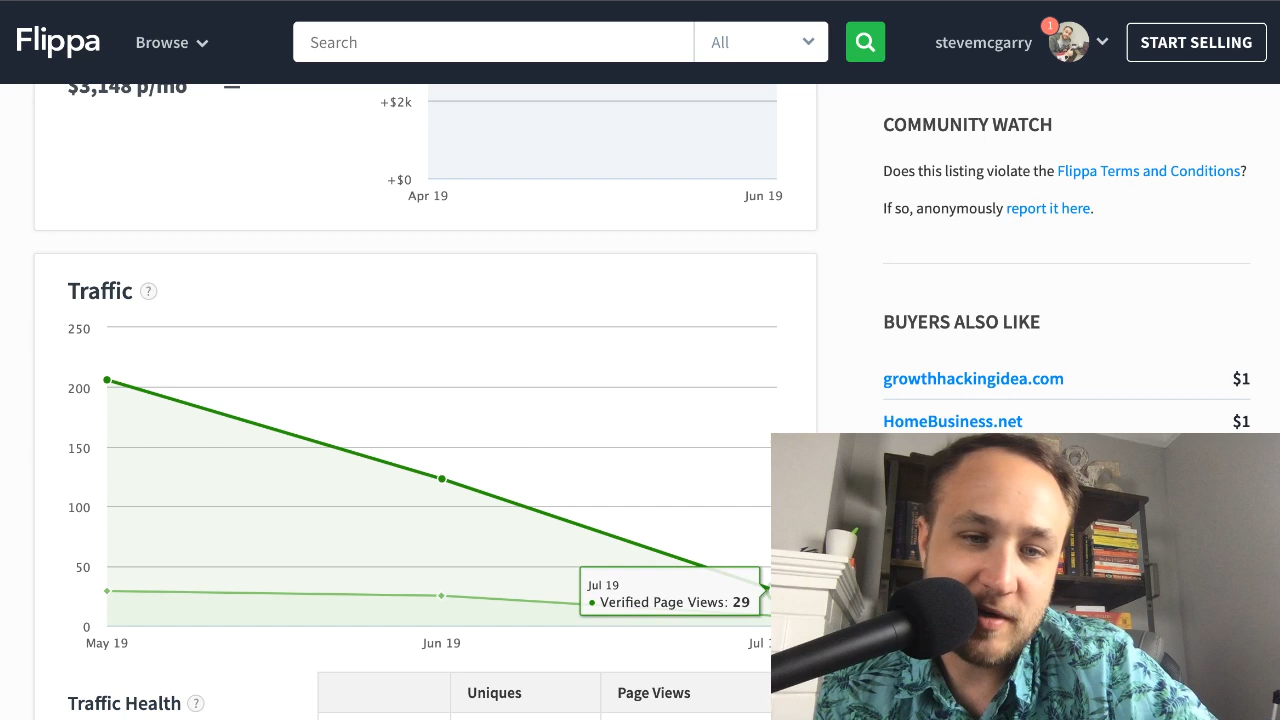 Flippa
Browse
Search
All
stevemcgarry
1
START SELLING
$3,148 p/mo
+$2k
+$0
Apr 19
Jun 19
COMMUNITY WATCH
Does this listing violate the Flippa Terms and Conditions?
If so, anonymously report it here.
Traffic ?
250
200
150
100
50
0
Jul 19
Verified Page Views: 29
May 19
Jun 19
Jul
BUYERS ALSO LIKE
growthhackingidea.com $1
HomeBusiness.net $1
Traffic Health ?
Uniques
Page Views